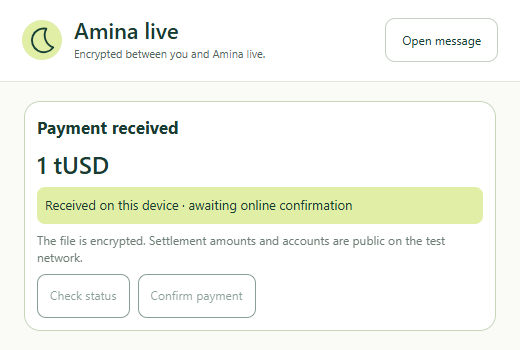 Amina live
Encrypted between you and Amina live.
Open message
Payment received
1 tUSD
Received on this device · awaiting online confirmation
The file is encrypted. Settlement amounts and accounts are public on the test
network.
Check status
Confirm payment